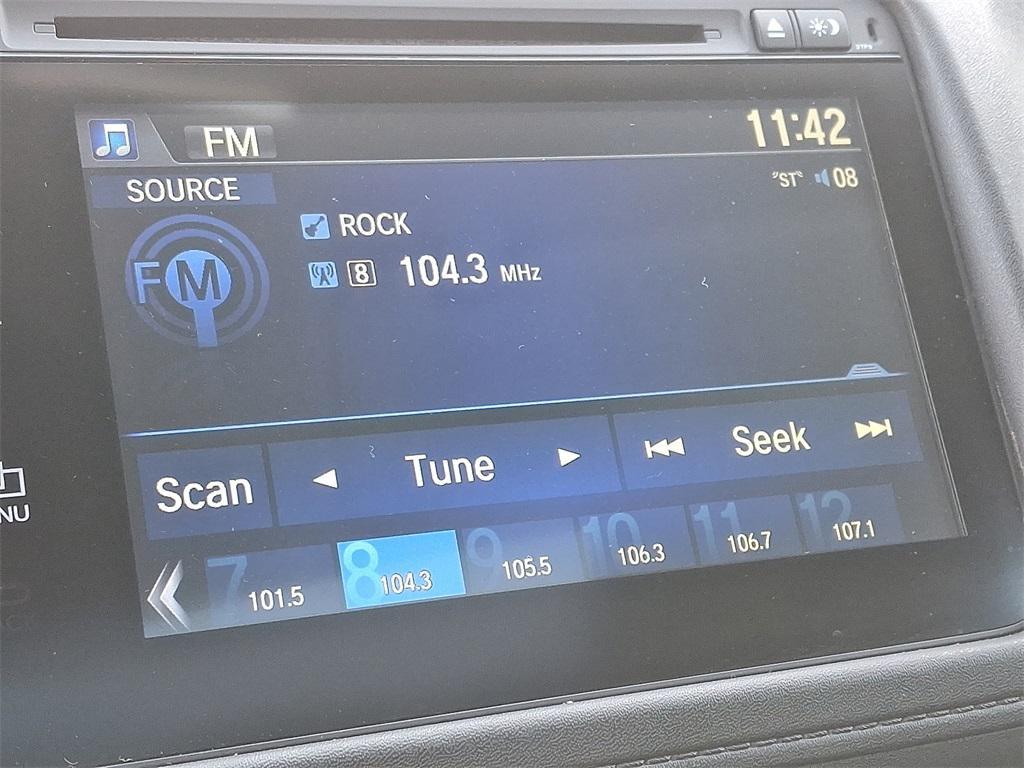 FM
11:42
SOURCE
"ST" 08
ROCK
FM
8 104.3 MHz
Scan
Tune
Seek
NU
7 101.5
8 104.3
9 105.5
10 106.3
11 106.7
12 107.1